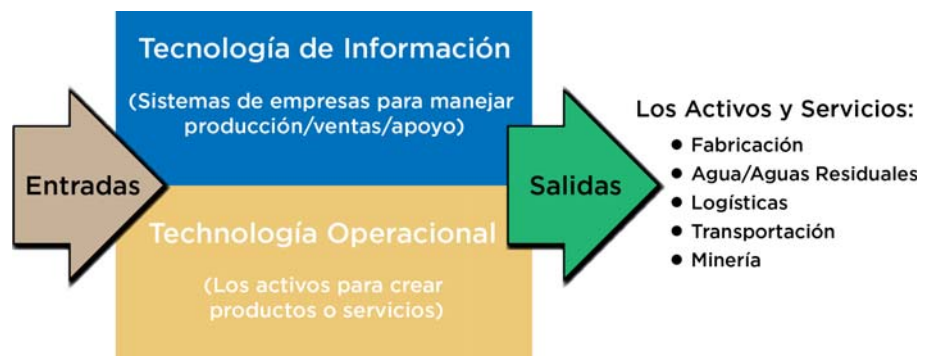 Entradas
Tecnología de Información
(Sistemas de empresas para manejar
producción/ventas/apoyo)
Technología Operacional
(Los activos para crear
productos o servicios)
Salidas
Los Activos y Servicios:
● Fabricación
● Agua/Aguas Residuales
● Logísticas
● Transportación
● Minería